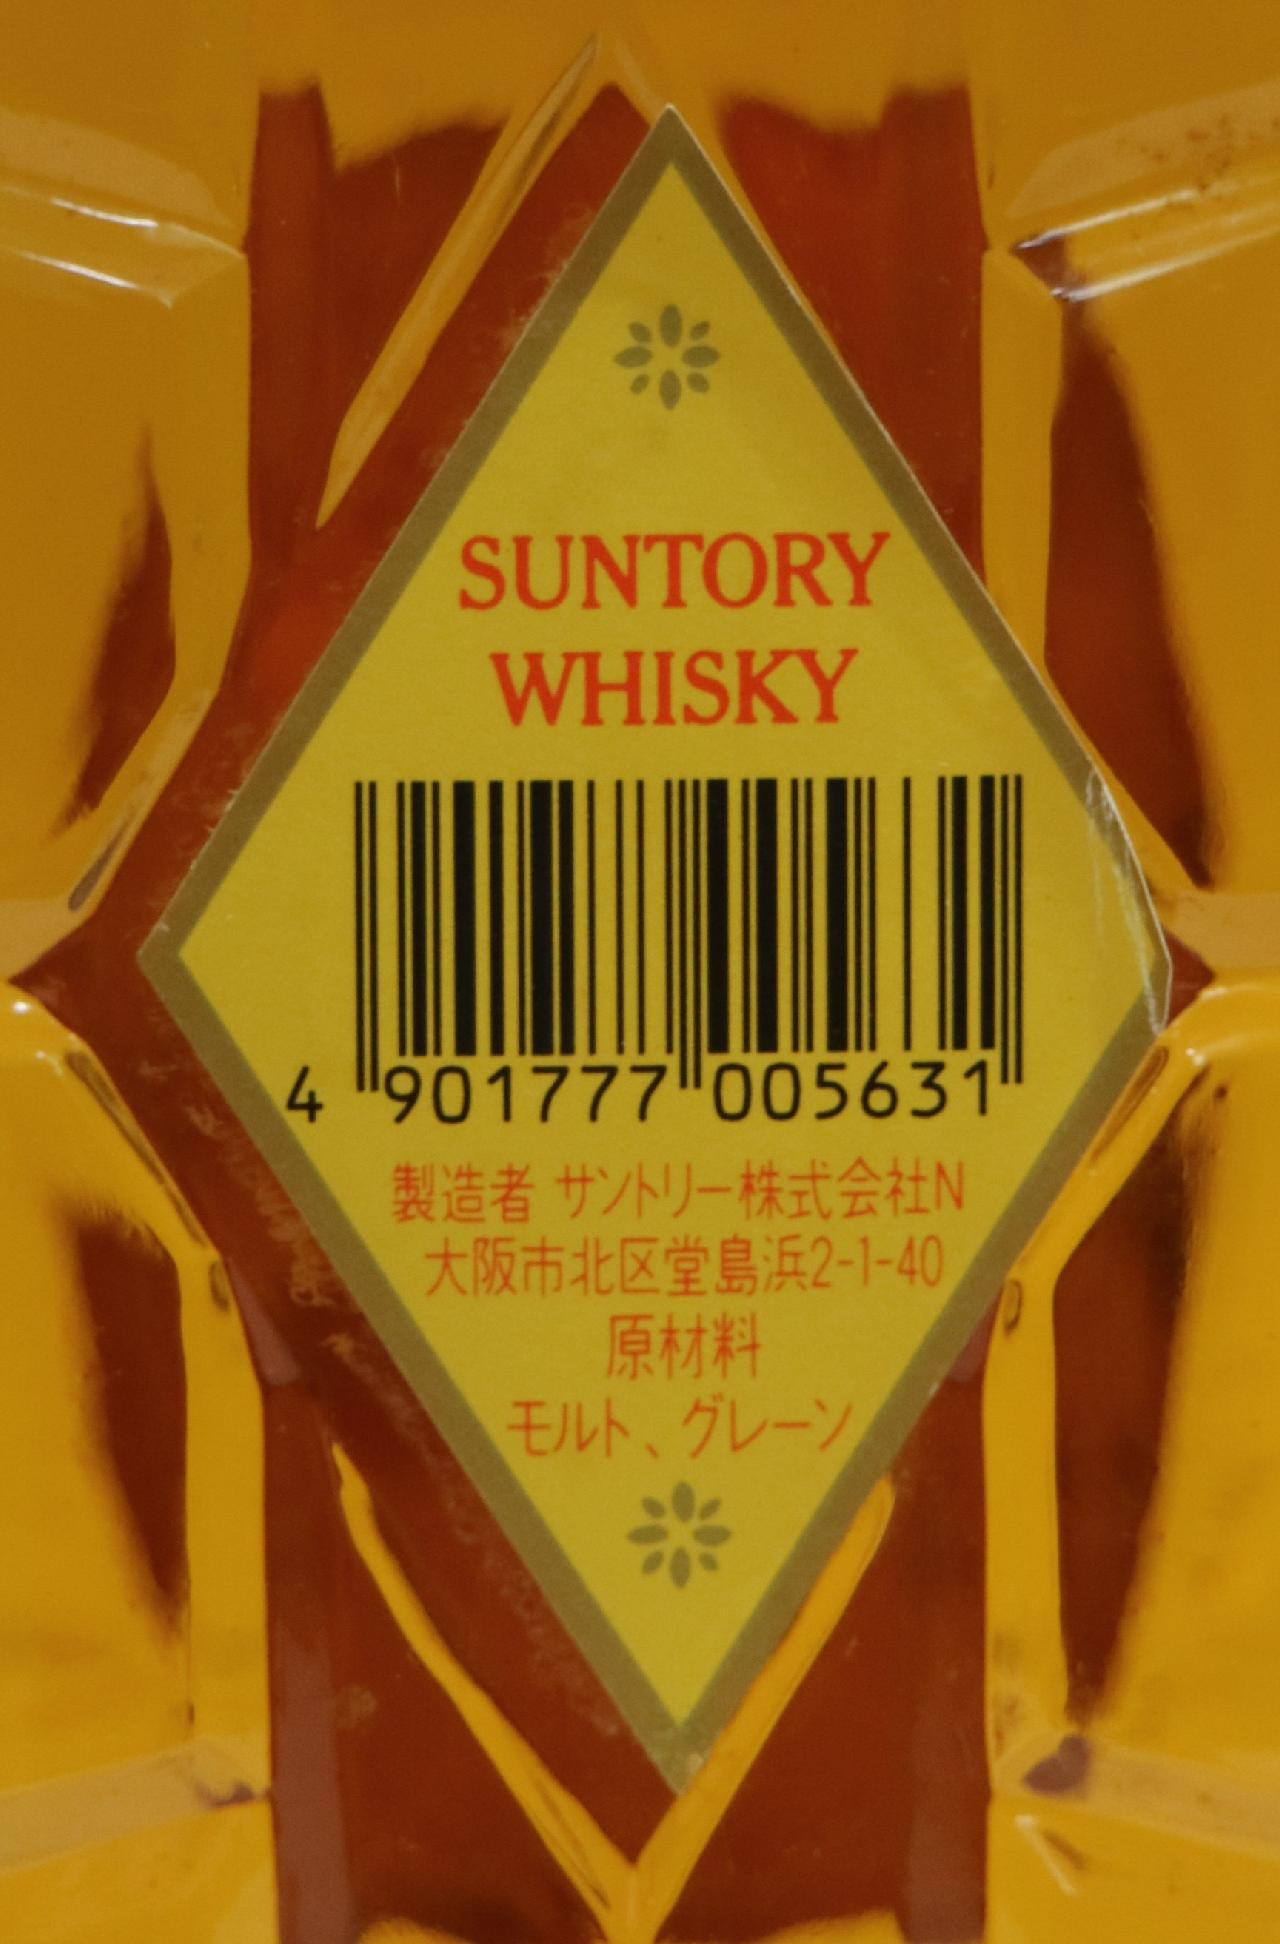 SUNTORY
WHISKY
4 901777 005631
製造者 サントリー株式会社N
大阪市北区堂島浜2-1-40
原材料
モルト、グレーン